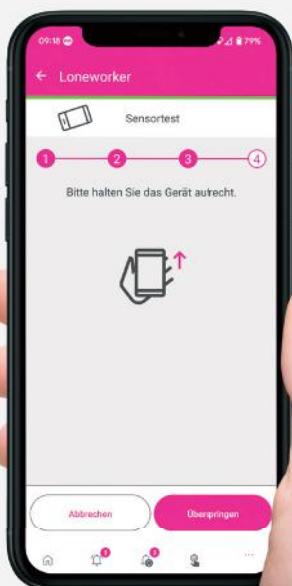 09:18 79%
Loneworker
Sensortest
1 2 3 4
Bitte halten Sie das Gerät aufrecht.
Abbrechen Überspringen